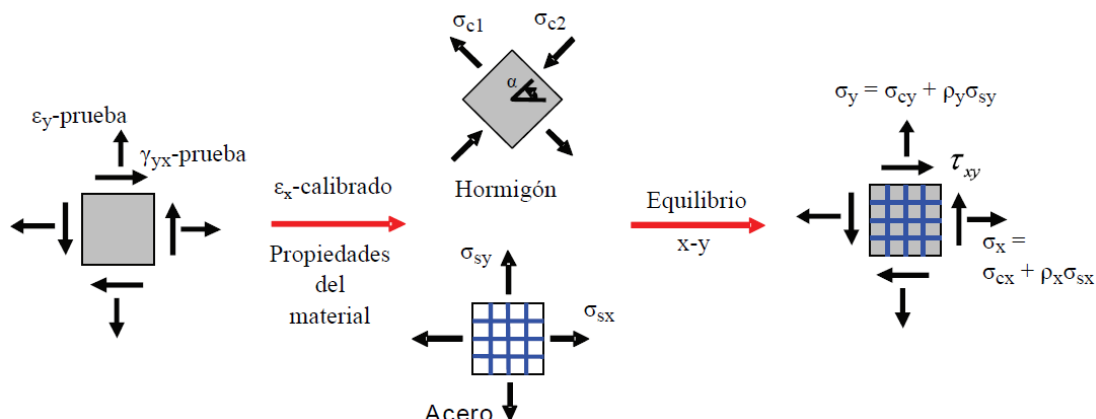 εy-prueba
γyx-prueba
εx-calibrado
Propiedades
del
material
σc1
σc2
α
Hormigón
σsy
σsx
Acero
Equilibrio
x-y
σy = σcy + ρyσsy
τxy
σx =
σcx + ρxσsx